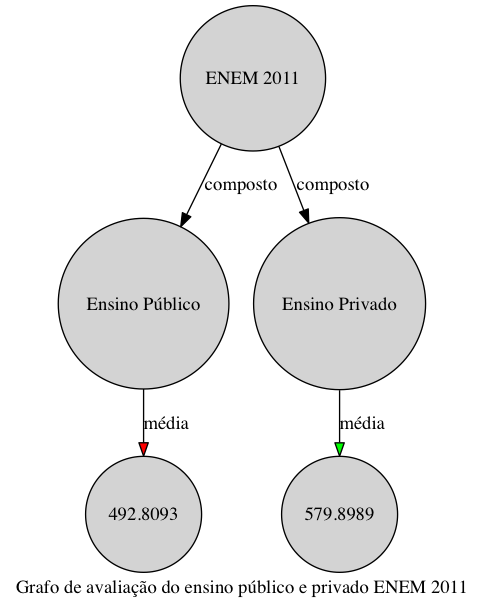 ENEM 2011
composto
composto
Ensino Público
Ensino Privado
média
média
492.8093
579.8989
Grafo de avaliação do ensino público e privado ENEM 2011